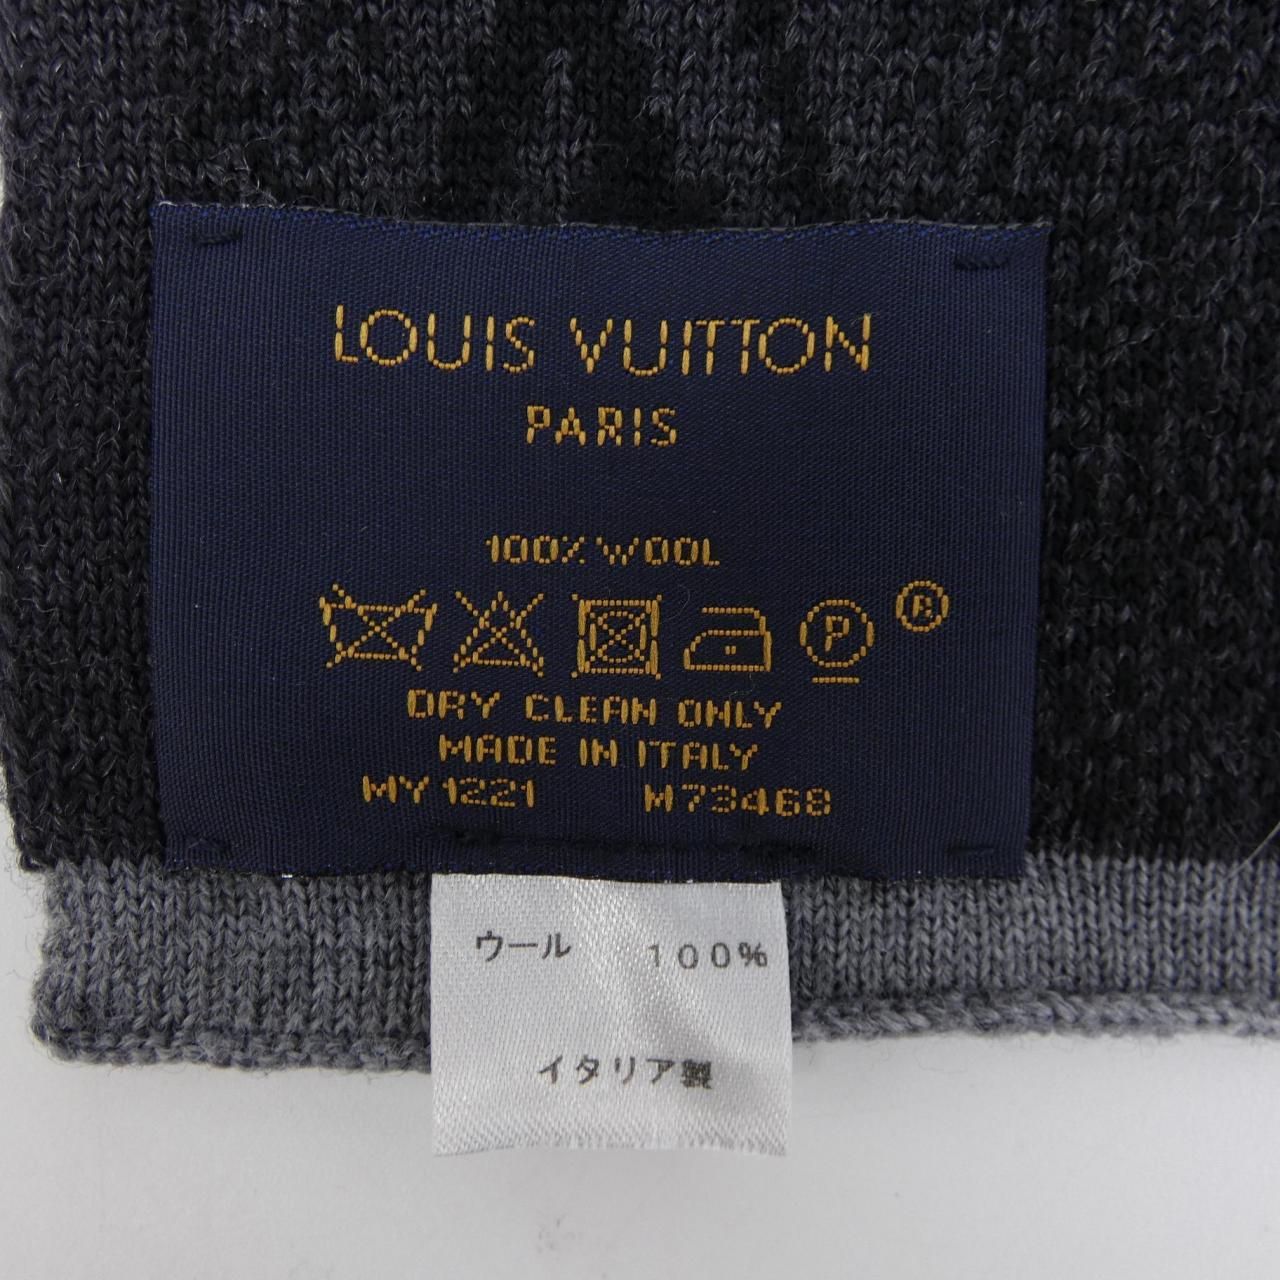 LOUIS VUITTON
PARIS
100% WOOL
P ®
DRY CLEAN ONLY
MADE IN ITALY
MY1221 M73468
ウール 100%
イタリア製